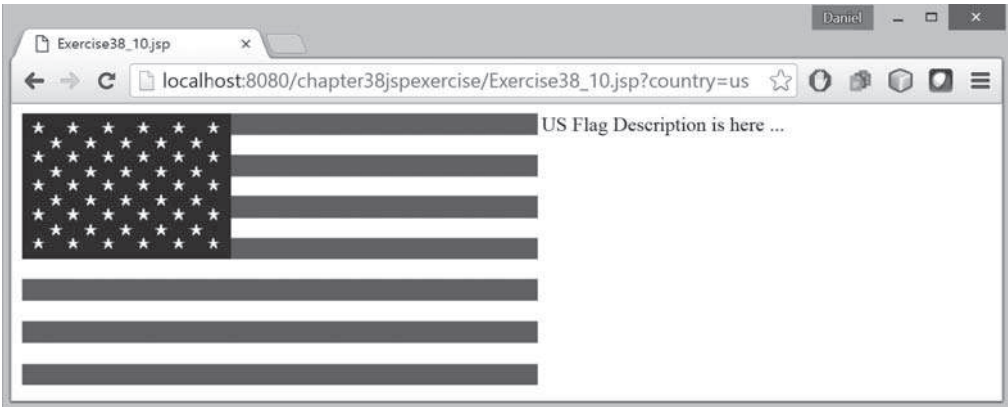 Daniel
Exercise38_10.jsp
localhost:8080/chapter38jspexercise/Exercise38_10.jsp?country=us
US Flag Description is here ...